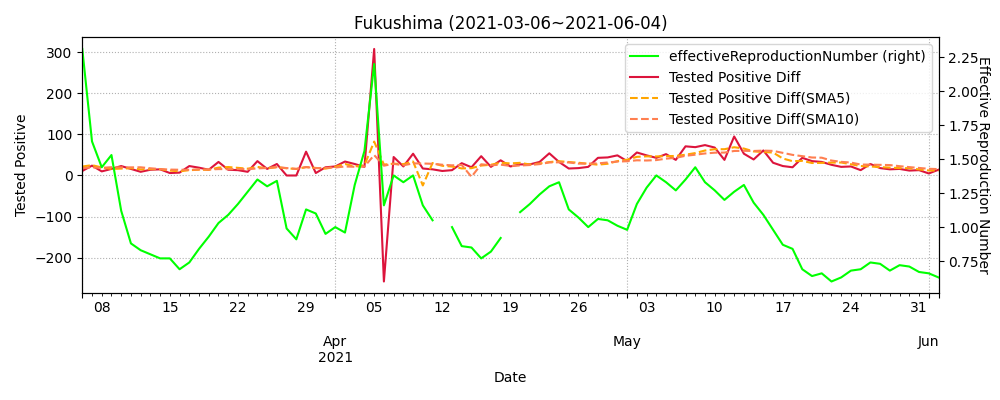 Fukushima (2021-03-06~2021-06-04)
effectiveReproductionNumber (right)
Tested Positive Diff
Tested Positive Diff(SMA5)
Tested Positive Diff(SMA10)
Tested Positive
300
200
100
0
−100
−200
2.25
2.00
1.75
1.50
1.25
1.00
0.75
Effective Reproduction Number
08 15 22 29 05 12 19 26 03 10 17 24 31
Apr May Jun
2021
Date